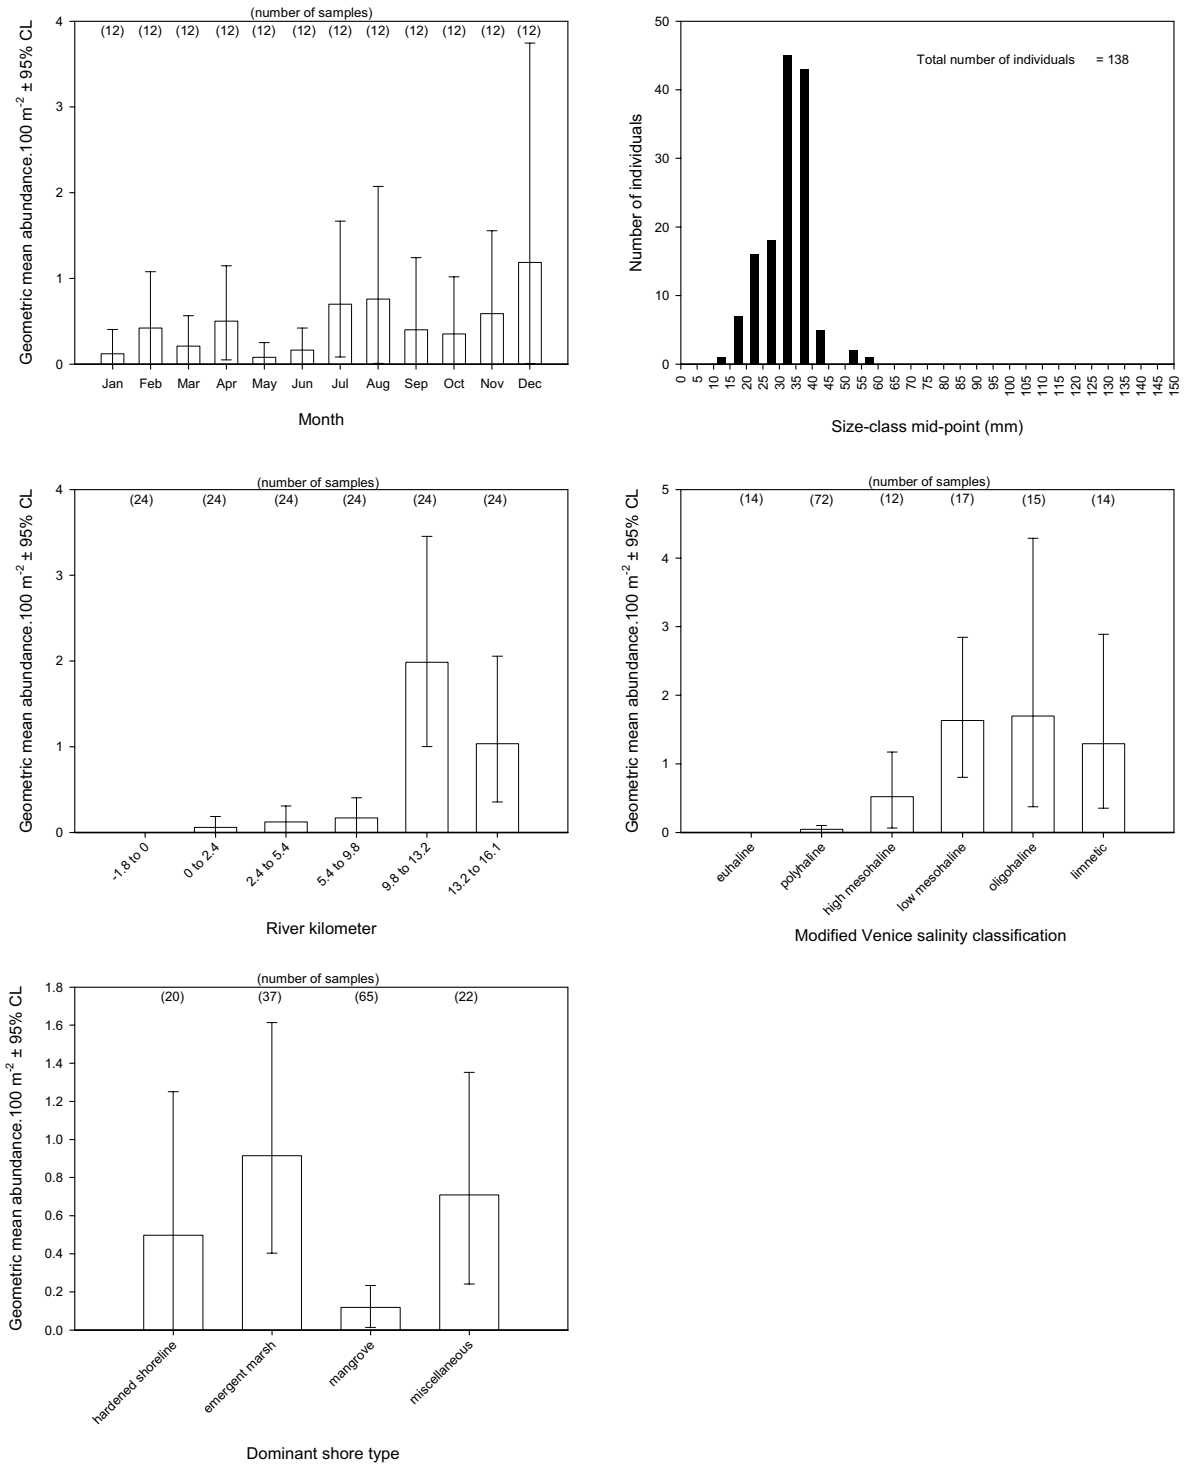 (number of samples)
(12) (12) (12) (12) (12) (12) (12) (12) (12) (12) (12) (12)
Geometric mean abundance.100 m-2 ± 95% CL
4
3
2
1
0
Jan Feb Mar Apr May Jun Jul Aug Sep Oct Nov Dec
Month
Total number of individuals = 138
Number of individuals
50
40
30
20
10
0
0 5 10 15 20 25 30 35 40 45 50 55 60 65 70 75 80 85 90 95 100 105 110 115 120 125 130 135 140 145 150
Size-class mid-point (mm)
(number of samples)
(24) (24) (24) (24) (24) (24)
Geometric mean abundance.100 m-2 ± 95% CL
4
3
2
1
0
-1.8 to 0
0 to 2.4
2.4 to 5.4
5.4 to 9.8
9.8 to 13.2
13.2 to 16.1
River kilometer
(number of samples)
(14) (72) (12) (17) (15) (14)
Geometric mean abundance.100 m-2 ± 95% CL
5
4
3
2
1
0
euhaline
polyhaline
high mesohaline
low mesohaline
oligohaline
limnetic
Modified Venice salinity classification
(number of samples)
(20) (37) (65) (22)
Geometric mean abundance.100 m-2 ± 95% CL
1.8
1.6
1.4
1.2
1.0
0.8
0.6
0.4
0.2
0.0
hardened shoreline
emergent marsh
mangrove
miscellaneous
Dominant shore type